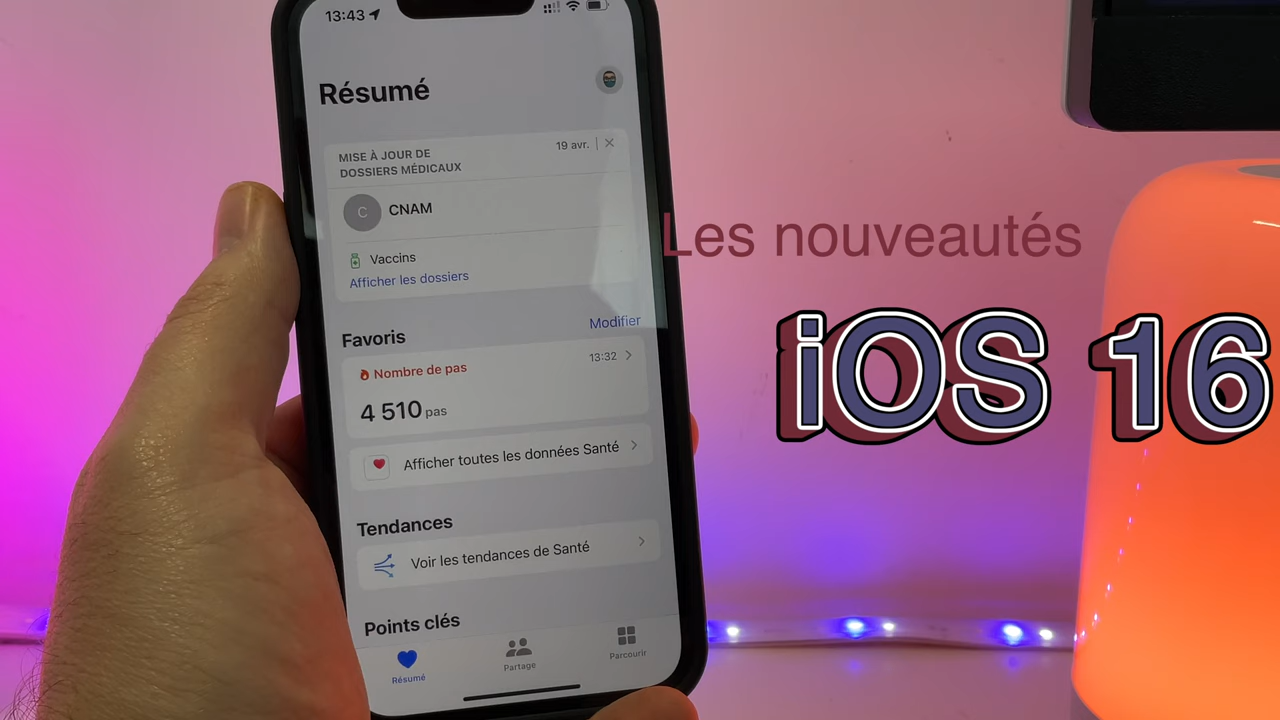 13:43
Résumé
MISE À JOUR DE
DOSSIERS MÉDICAUX
19 avr.
C
CNAM
Vaccins
Afficher les dossiers
Favoris
Modifier
Nombre de pas
13:32
4 510 pas
Afficher toutes les données Santé
Tendances
Voir les tendances de Santé
Points clés
Résumé
Partage
Parcourir
Les nouveautés
iOS 16